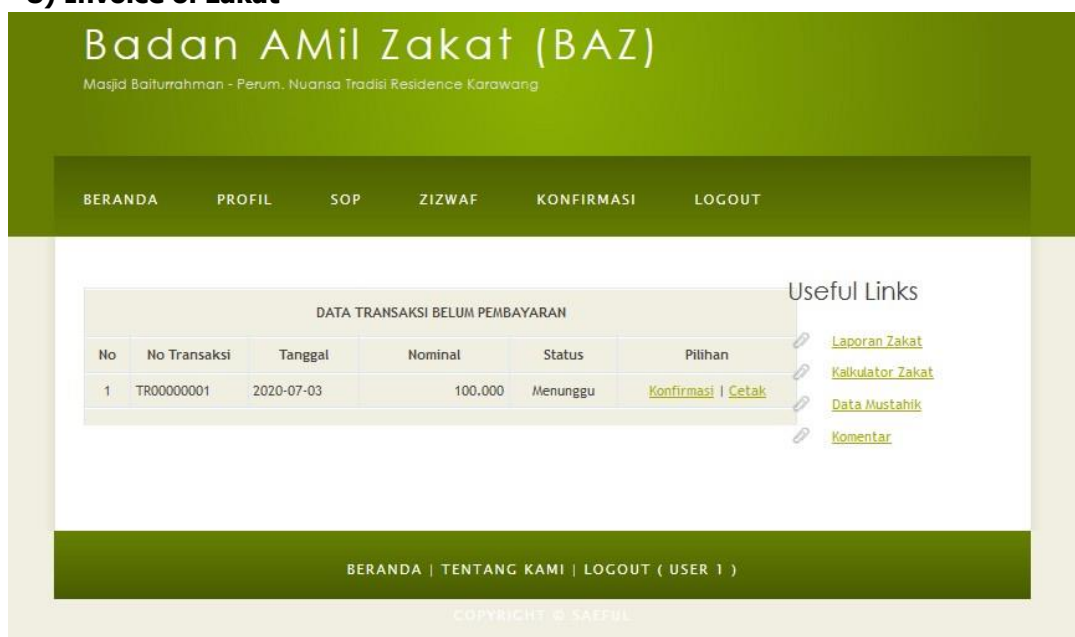 Invoice of Zakat
Badan AMil Zakat (BAZ)
Masjid Baiturrahman - Perum. Nuansa Tradisi Residence Karawang
BERANDA PROFIL SOP ZIZWAF KONFIRMASI LOGOUT
DATA TRANSAKSI BELUM PEMBAYARAN
No No Transaksi Tanggal Nominal Status Pilihan
1 TR00000001 2020-07-03 100.000 Menunggu Konfirmasi | Cetak
Useful Links
Laporan Zakat
Kalkulator Zakat
Data Mustahik
Komentar
BERANDA | TENTANG KAMI | LOGOUT ( USER 1 )
COPYRIGHT © SAEFUL